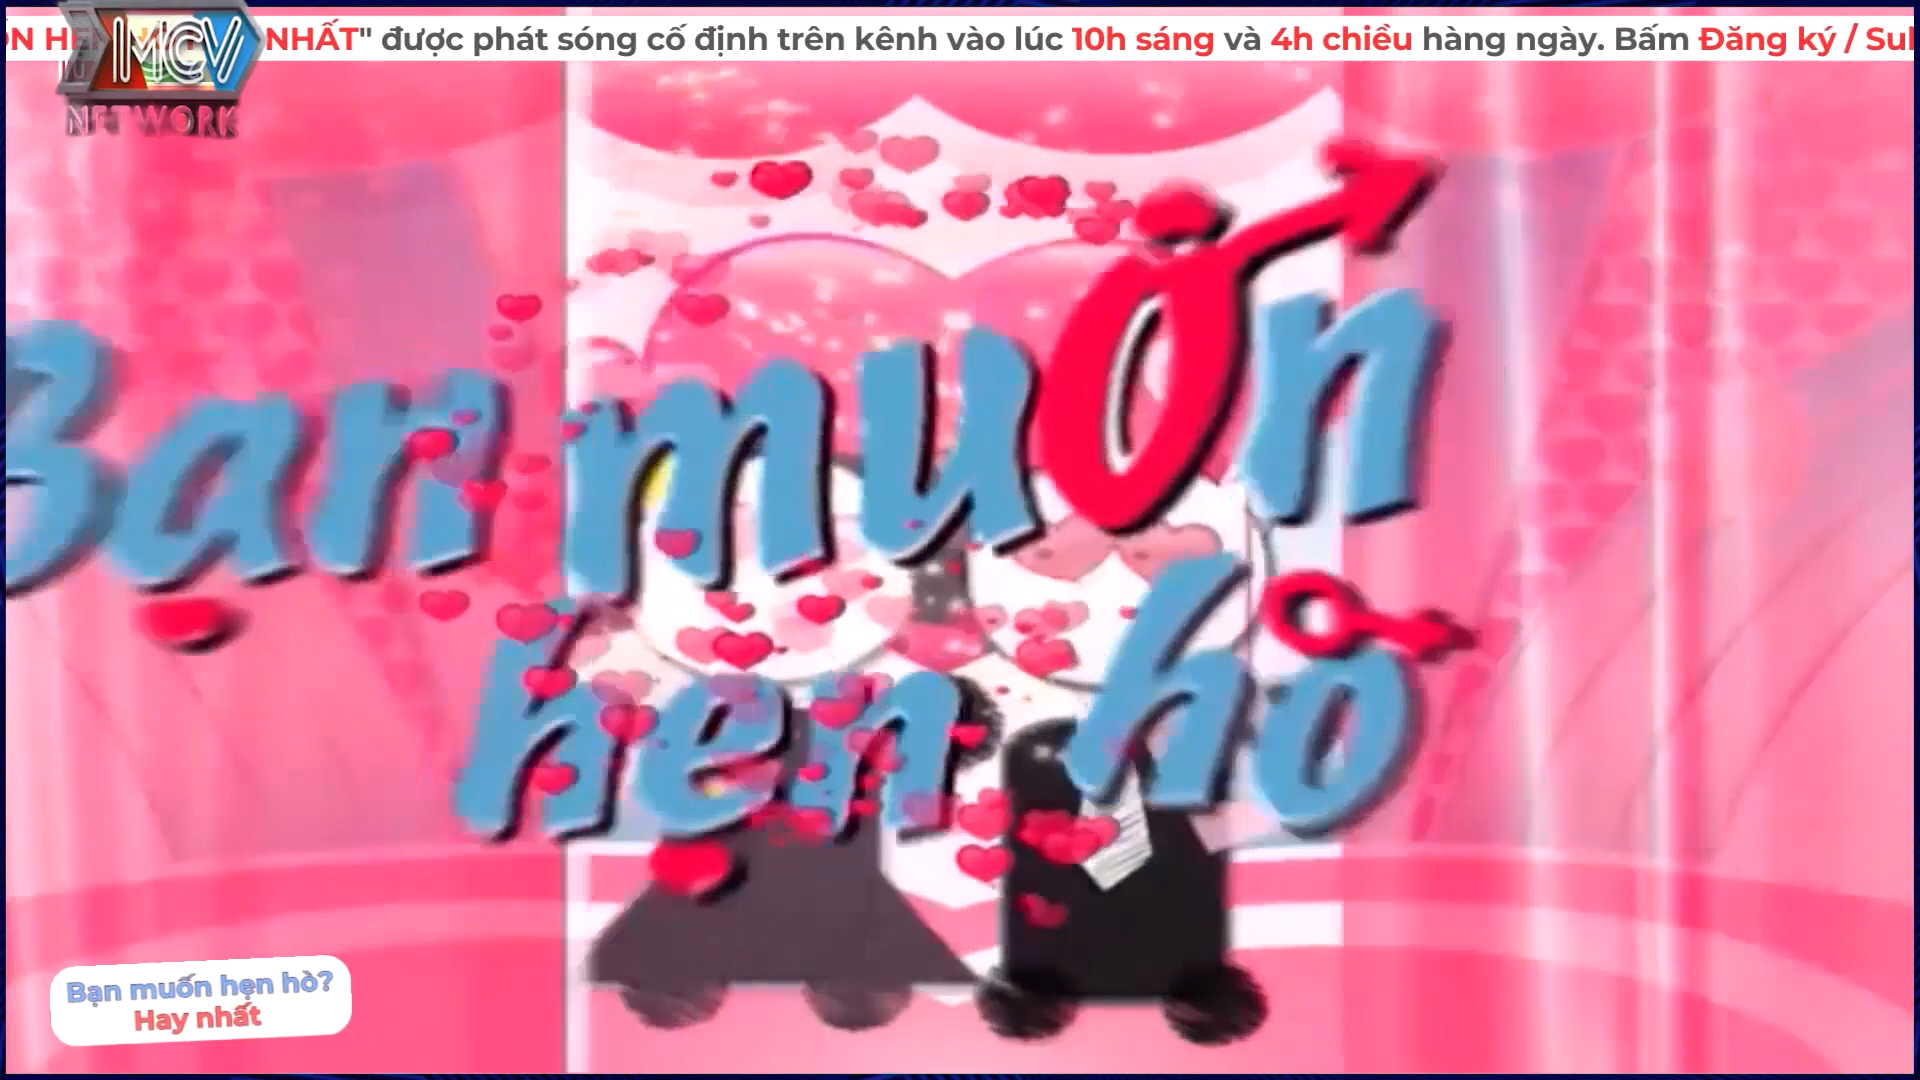 NHẤT" được phát sóng cố định trên kênh vào lúc 10h sáng và 4h chiều hàng ngày. Bấm Đăng ký / Sul
MCV
NETWORK
Bạn muốn
hẹn hò
Bạn muốn hẹn hò?
Hay nhất